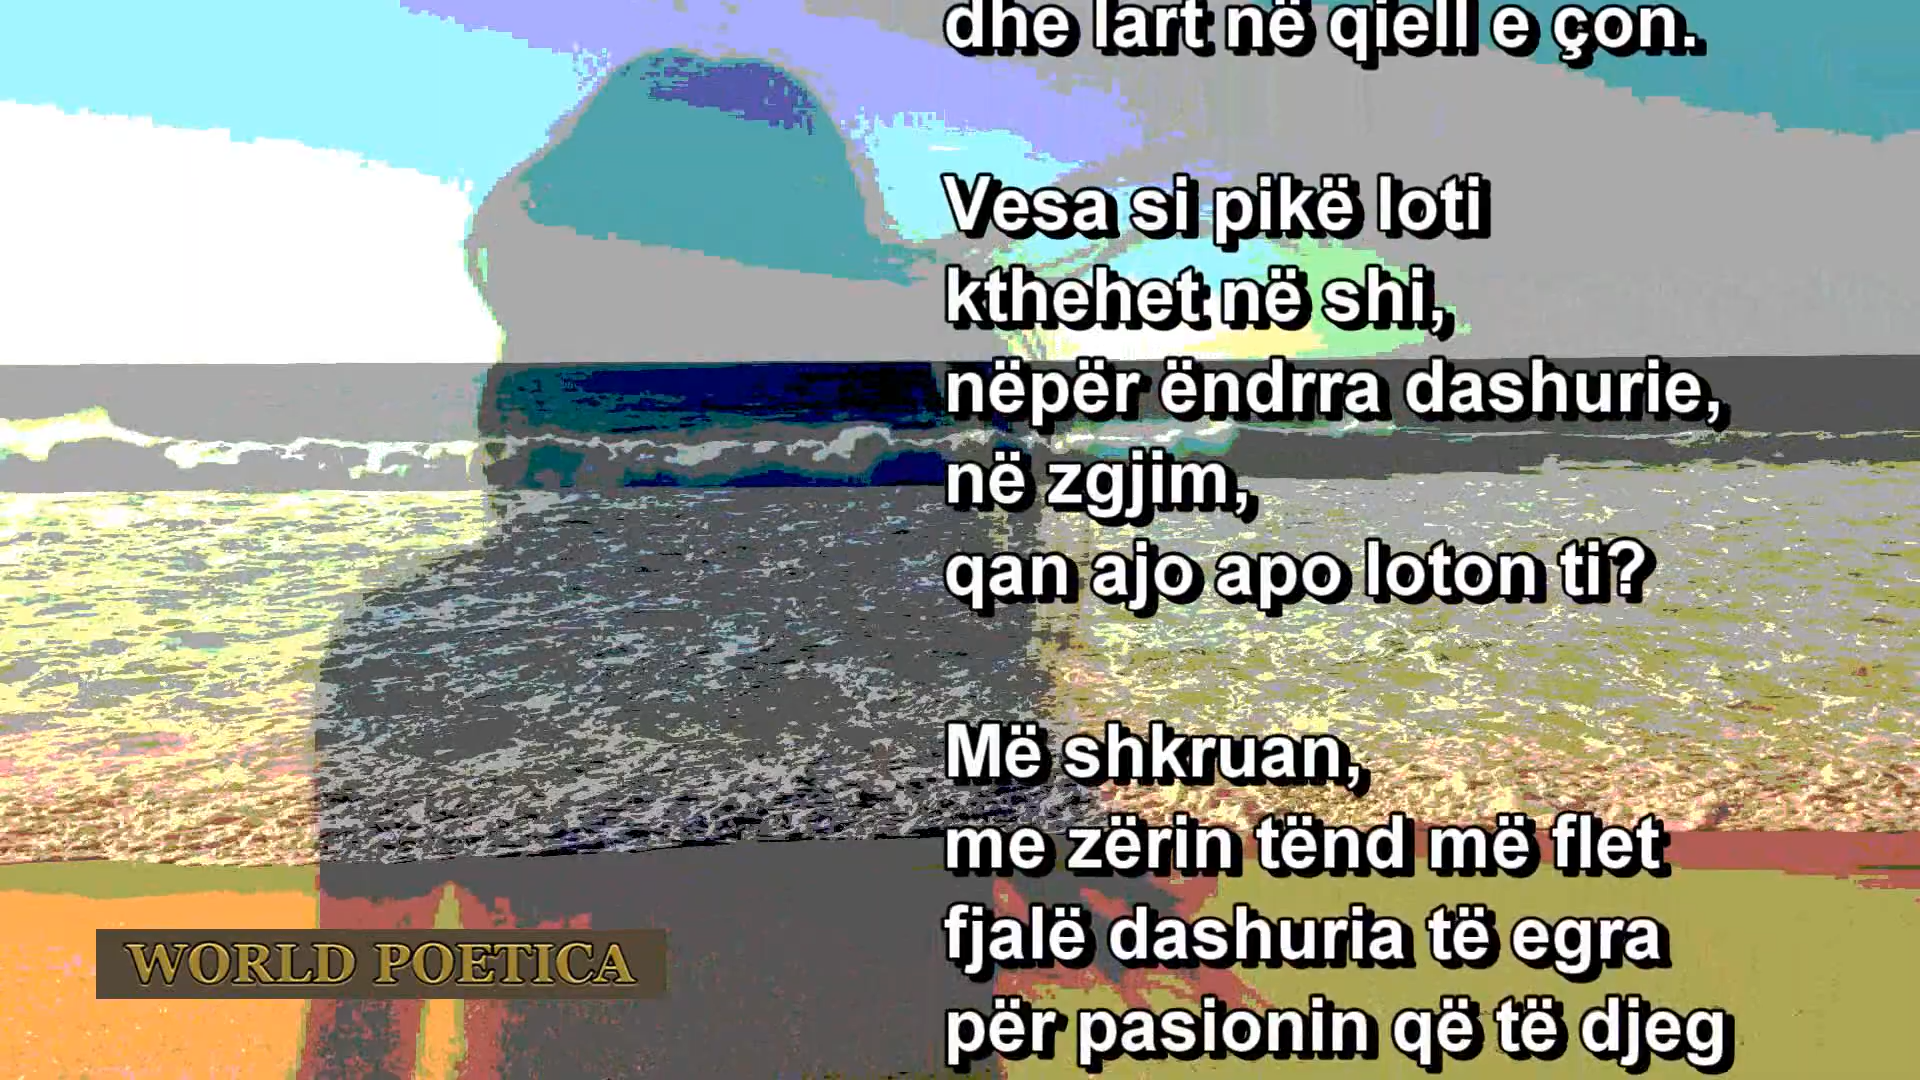 dhe lart në qiell e çon.
Vesa si pikë loti
kthehet në shi,
nëpër ëndrra dashurie,
në zgjim,
qan ajo apo loton ti?
Më shkruan,
me zërin tënd më flet
fjalë dashuria të egra
për pasionin që të djeg
WORLD POETICA